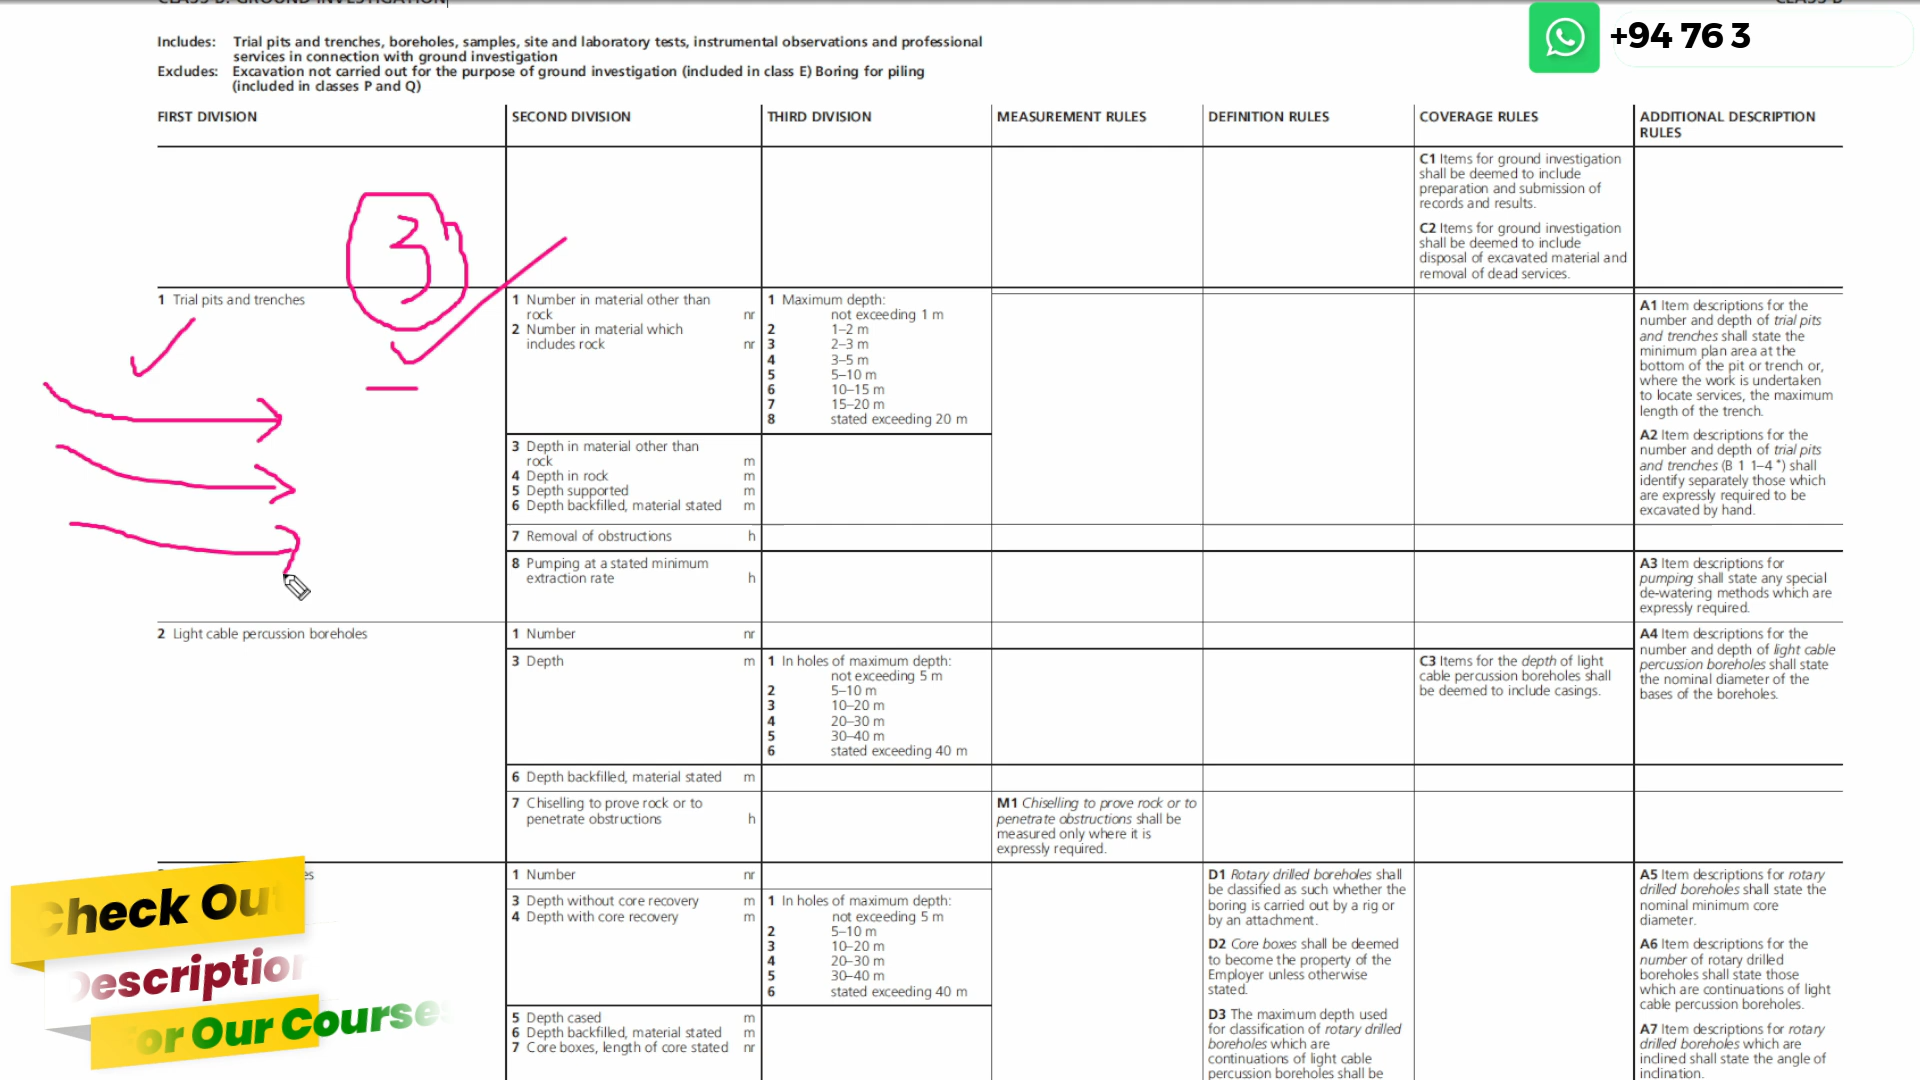 CLASS B: GROUND INVESTIGATION
CLASS B
+94 76 3
Includes: Trial pits and trenches, boreholes, samples, site and laboratory tests, instrumental observations and professional
services in connection with ground investigation
Excludes: Excavation not carried out for the purpose of ground investigation (included in class E) Boring for piling
(included in classes P and Q)
FIRST DIVISION
SECOND DIVISION
THIRD DIVISION
MEASUREMENT RULES
DEFINITION RULES
COVERAGE RULES
ADDITIONAL DESCRIPTION
RULES
C1 Items for ground investigation
shall be deemed to include
preparation and submission of
records and results.
C2 Items for ground investigation
shall be deemed to include
disposal of excavated material and
removal of dead services.
3
1 Trial pits and trenches
1 Number in material other than
rock nr
2 Number in material which
includes rock nr
1 Maximum depth:
not exceeding 1 m
2 1–2 m
3 2–3 m
4 3–5 m
5 5–10 m
6 10–15 m
7 15–20 m
8 stated exceeding 20 m
A1 Item descriptions for the
number and depth of trial pits
and trenches shall state the
minimum plan area at the
bottom of the pit or trench or,
where the work is undertaken
to locate services, the maximum
length of the trench.
A2 Item descriptions for the
number and depth of trial pits
and trenches (B 1 1–4 *) shall
identify separately those which
are expressly required to be
excavated by hand.
3 Depth in material other than
rock m
4 Depth in rock m
5 Depth supported m
6 Depth backfilled, material stated m
7 Removal of obstructions h
8 Pumping at a stated minimum
extraction rate h
A3 Item descriptions for
pumping shall state any special
de-watering methods which are
expressly required.
2 Light cable percussion boreholes
1 Number nr
A4 Item descriptions for the
number and depth of light cable
percussion boreholes shall state
the nominal diameter of the
bases of the boreholes.
3 Depth m
1 In holes of maximum depth:
not exceeding 5 m
2 5–10 m
3 10–20 m
4 20–30 m
5 30–40 m
6 stated exceeding 40 m
C3 Items for the depth of light
cable percussion boreholes shall
be deemed to include casings.
6 Depth backfilled, material stated m
7 Chiselling to prove rock or to
penetrate obstructions h
M1 Chiselling to prove rock or to
penetrate obstructions shall be
measured only where it is
expressly required.
es
1 Number nr
3 Depth without core recovery m
4 Depth with core recovery m
1 In holes of maximum depth:
not exceeding 5 m
2 5–10 m
3 10–20 m
4 20–30 m
5 30–40 m
6 stated exceeding 40 m
5 Depth cased m
6 Depth backfilled, material stated m
7 Core boxes, length of core stated nr
D1 Rotary drilled boreholes shall
be classified as such whether the
boring is carried out by a rig or
by an attachment.
D2 Core boxes shall be deemed
to become the property of the
Employer unless otherwise
stated.
D3 The maximum depth used
for classification of rotary drilled
boreholes which are
continuations of light cable
percussion boreholes shall be
A5 Item descriptions for rotary
drilled boreholes shall state the
nominal minimum core
diameter.
A6 Item descriptions for the
number of rotary drilled
boreholes shall state those
which are continuations of light
cable percussion boreholes.
A7 Item descriptions for rotary
drilled boreholes which are
inclined shall state the angle of
inclination.
Check Out
Description
For Our Courses